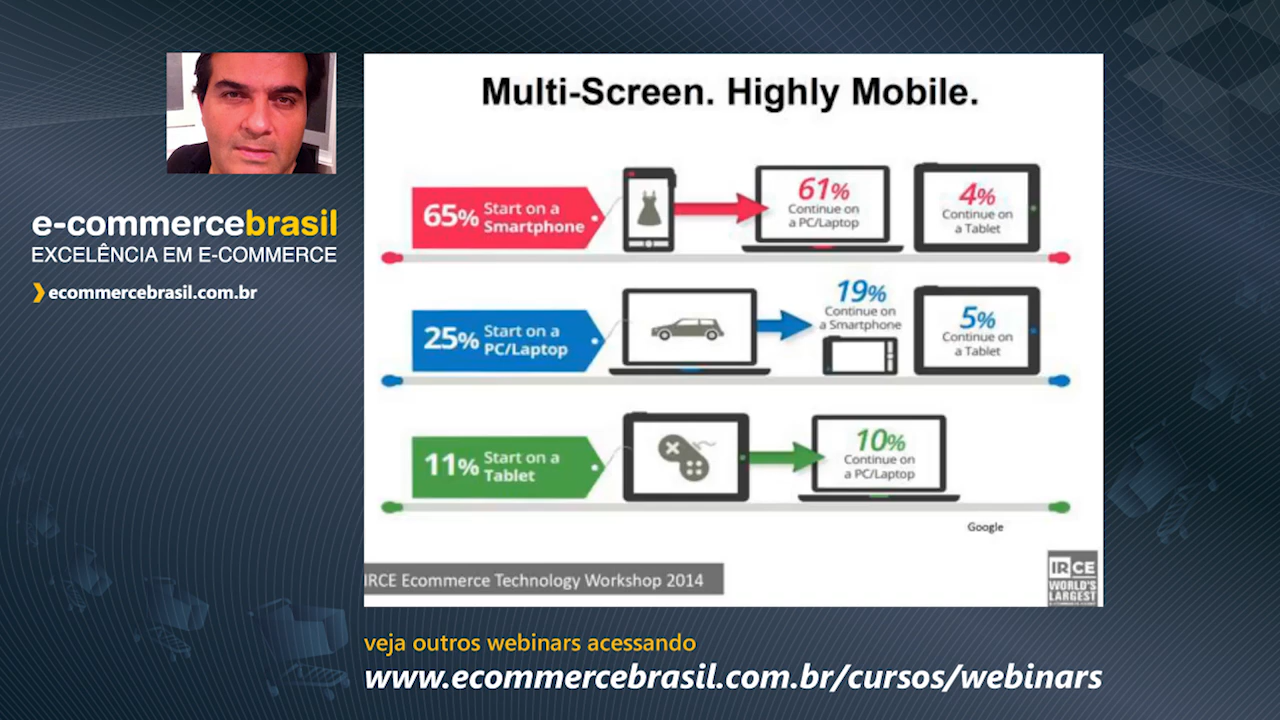 e-commercebrasil
EXCELÊNCIA EM E-COMMERCE
ecommercebrasil.com.br
Multi-Screen. Highly Mobile.
65% Start on a
Smartphone
61%
Continue on
a PC/Laptop
4%
Continue on
a Tablet
25% Start on a
PC/Laptop
19%
Continue on
a Smartphone
5%
Continue on
a Tablet
11% Start on a
Tablet
10%
Continue on
a PC/Laptop
Google
IRCE Ecommerce Technology Workshop 2014
IRCE
WORLD'S
LARGEST
veja outros webinars acessando
www.ecommercebrasil.com.br/cursos/webinars